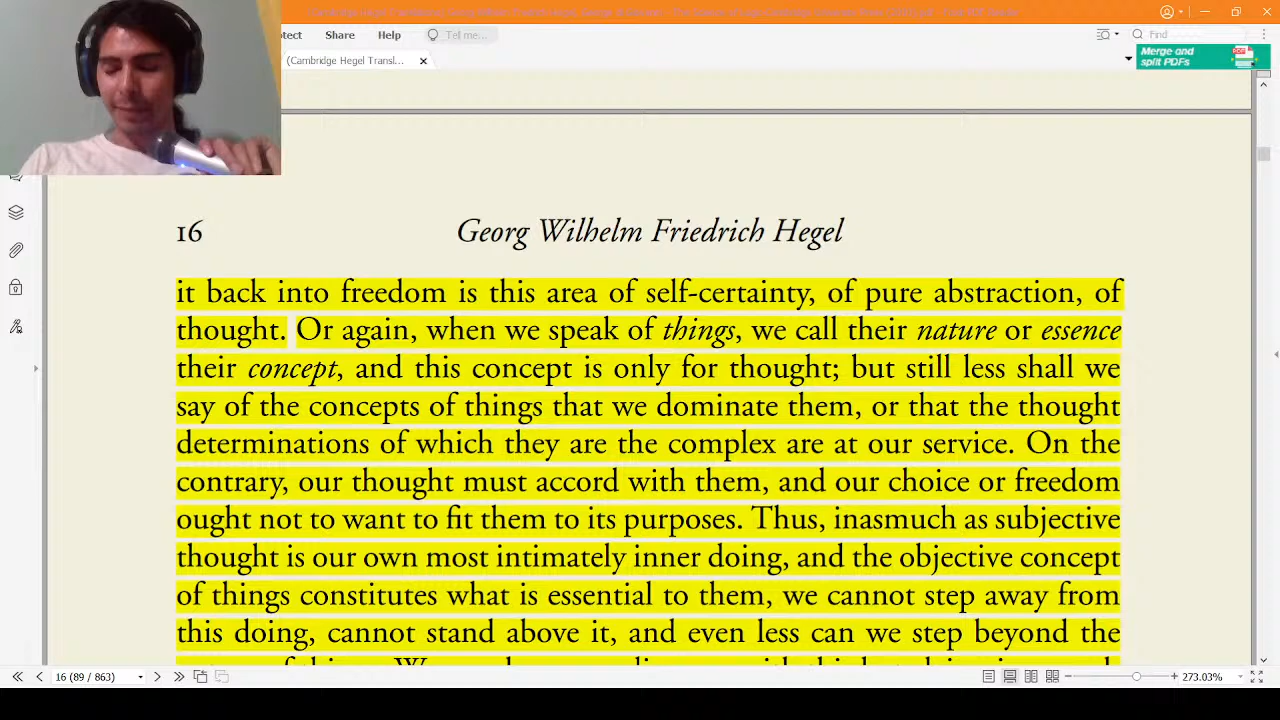 otect Share Help Tell me... Find
(Cambridge Hegel Transl...
Merge and
split PDFs
16 Georg Wilhelm Friedrich Hegel
it back into freedom is this area of self-certainty, of pure abstraction, of
thought. Or again, when we speak of things, we call their nature or essence
their concept, and this concept is only for thought; but still less shall we
say of the concepts of things that we dominate them, or that the thought
determinations of which they are the complex are at our service. On the
contrary, our thought must accord with them, and our choice or freedom
ought not to want to fit them to its purposes. Thus, inasmuch as subjective
thought is our own most intimately inner doing, and the objective concept
of things constitutes what is essential to them, we cannot step away from
this doing, cannot stand above it, and even less can we step beyond the
16 (89 / 863) 273.03%